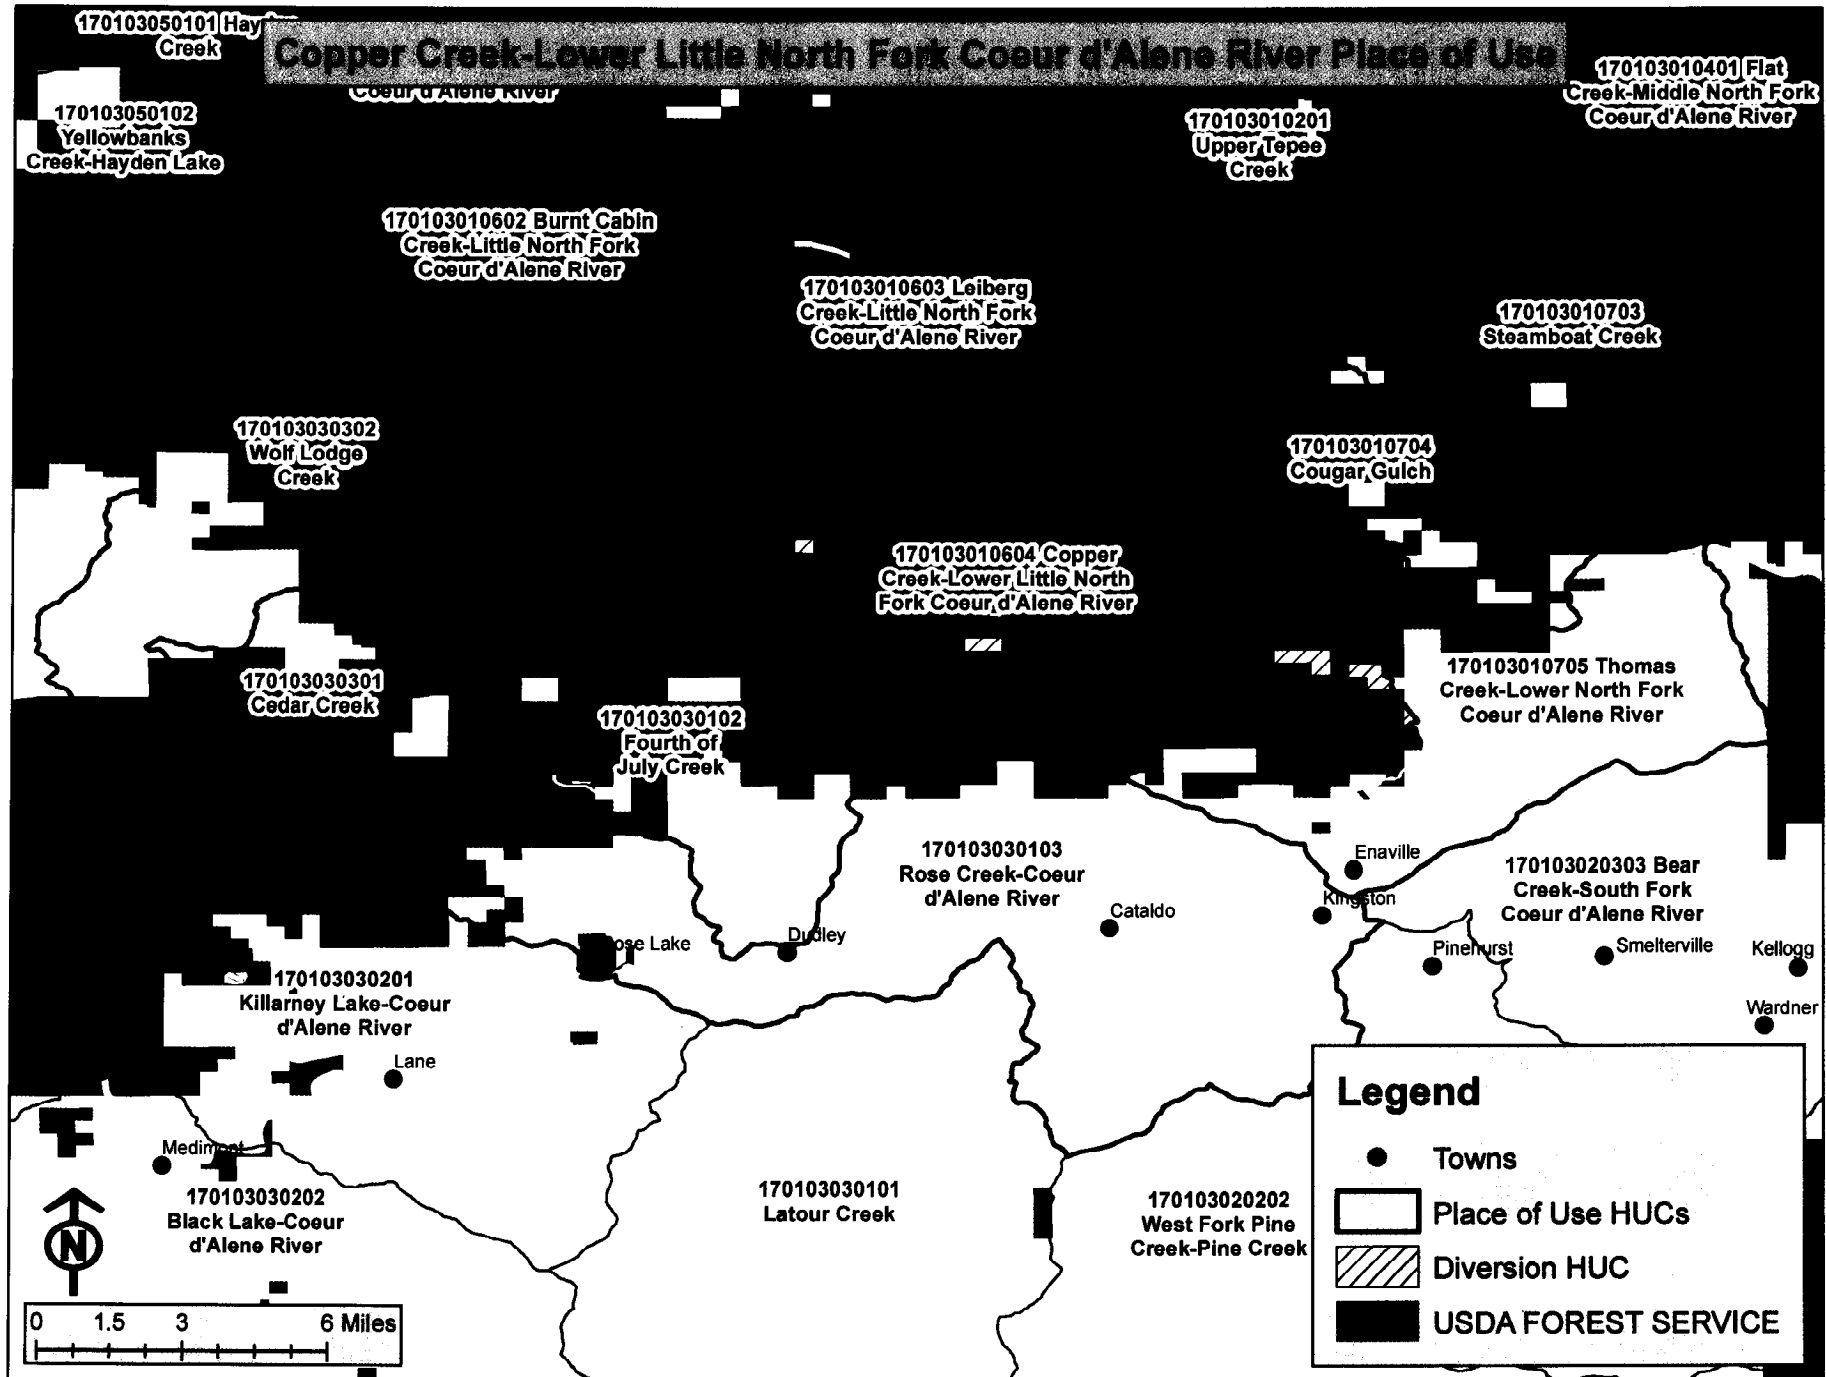 Copper Creek-Lower Little North Fork Coeur d'Alene River Place of Use
170103050101
Creek
Coeur d'Alene River
170103010401 Flat
Creek-Middle North Fork
Coeur d'Alene River
170103050102
Yellowbanks
Creek-Hayden Lake
170103010201
Upper Tepee
Creek
170103010602 Burnt Cabin
Creek-Little North Fork
Coeur d'Alene River
170103010603 Leiberg
Creek-Little North Fork
Coeur d'Alene River
170103010703
Steamboat Creek
170103030302
Wolf Lodge
Creek
170103010704
Cougar Gulch
170103010604 Copper
Creek-Lower Little North
Fork Coeur d'Alene River
170103030301
Cedar Creek
170103010705 Thomas
Creek-Lower North Fork
Coeur d'Alene River
170103030102
Fourth of
July Creek
170103030103
Rose Creek-Coeur
d'Alene River
Enaville
170103020303 Bear
Creek-South Fork
Coeur d'Alene River
Kingston
Cataldo
Dudley
ose Lake
Pinehurst
Smelterville
Kellogg
Wardner
170103030201
Killarney Lake-Coeur
d'Alene River
Lane
Medimont
170103030202
Black Lake-Coeur
d'Alene River
170103030101
Latour Creek
170103020202
West Fork Pine
Creek-Pine Creek
N
0 1.5 3 6 Miles
Legend
Towns
Place of Use HUCs
Diversion HUC
USDA FOREST SERVICE